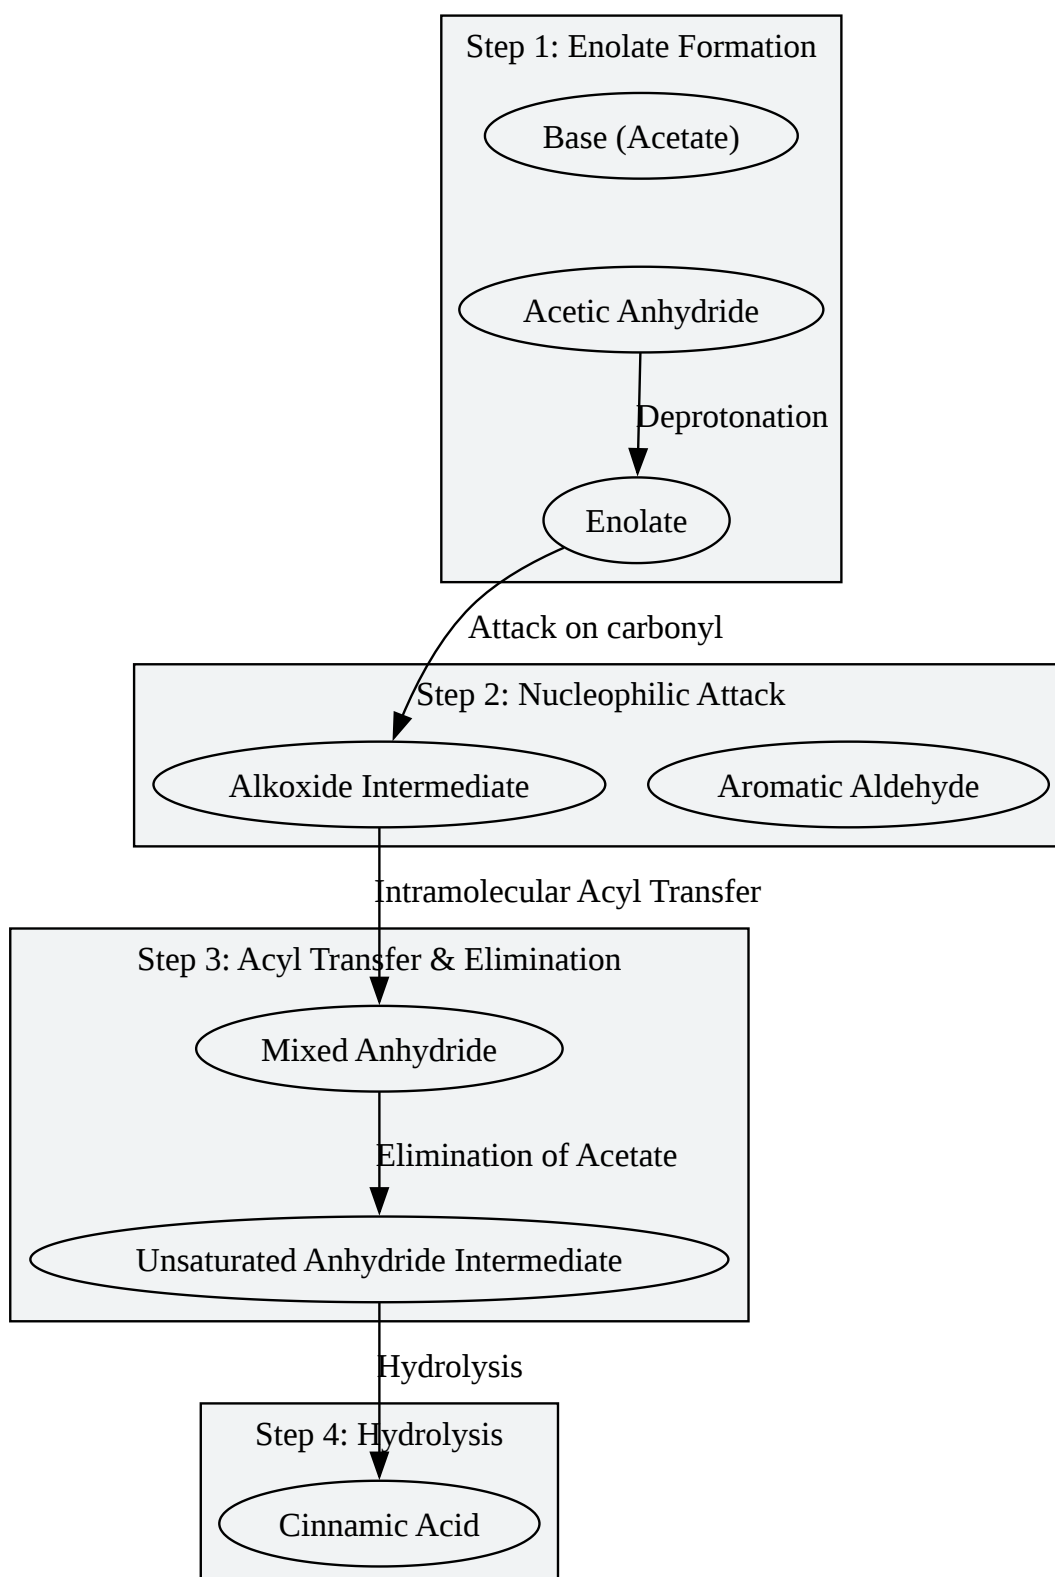 Step 1: Enolate Formation
Base (Acetate)
Acetic Anhydride
Deprotonation
Enolate
Attack on carbonyl
Step 2: Nucleophilic Attack
Alkoxide Intermediate
Aromatic Aldehyde
Intramolecular Acyl Transfer
Step 3: Acyl Transfer & Elimination
Mixed Anhydride
Elimination of Acetate
Unsaturated Anhydride Intermediate
Hydrolysis
Step 4: Hydrolysis
Cinnamic Acid